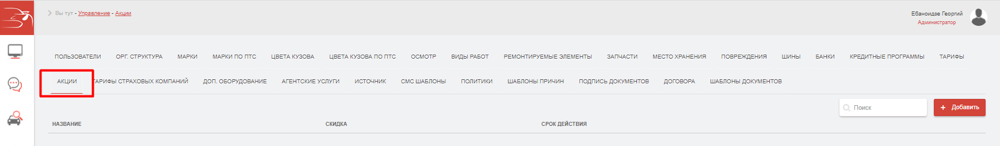 Вы тут - Управление - Акции
Ебаноидзе Георгий
Администратор
ПОЛЬЗОВАТЕЛИ ОРГ. СТРУКТУРА МАРКИ МАРКИ ПО ПТС ЦВЕТА КУЗОВА ЦВЕТА КУЗОВА ПО ПТС ОСМОТР ВИДЫ РАБОТ РЕМОНТИРУЕМЫЕ ЭЛЕМЕНТЫ ЗАПЧАСТИ МЕСТО ХРАНЕНИЯ ПОВРЕЖДЕНИЯ ШИНЫ БАНКИ КРЕДИТНЫЕ ПРОГРАММЫ ТАРИФЫ
АКЦИИ ТАРИФЫ СТРАХОВЫХ КОМПАНИЙ ДОП. ОБОРУДОВАНИЕ АГЕНТСКИЕ УСЛУГИ ИСТОЧНИК СМС ШАБЛОНЫ ПОЛИТИКИ ШАБЛОНЫ ПРИЧИН ПОДПИСЬ ДОКУМЕНТОВ ДОГОВОРА ШАБЛОНЫ ДОКУМЕНТОВ
Поиск + Добавить
НАЗВАНИЕ СКИДКА СРОК ДЕЙСТВИЯ